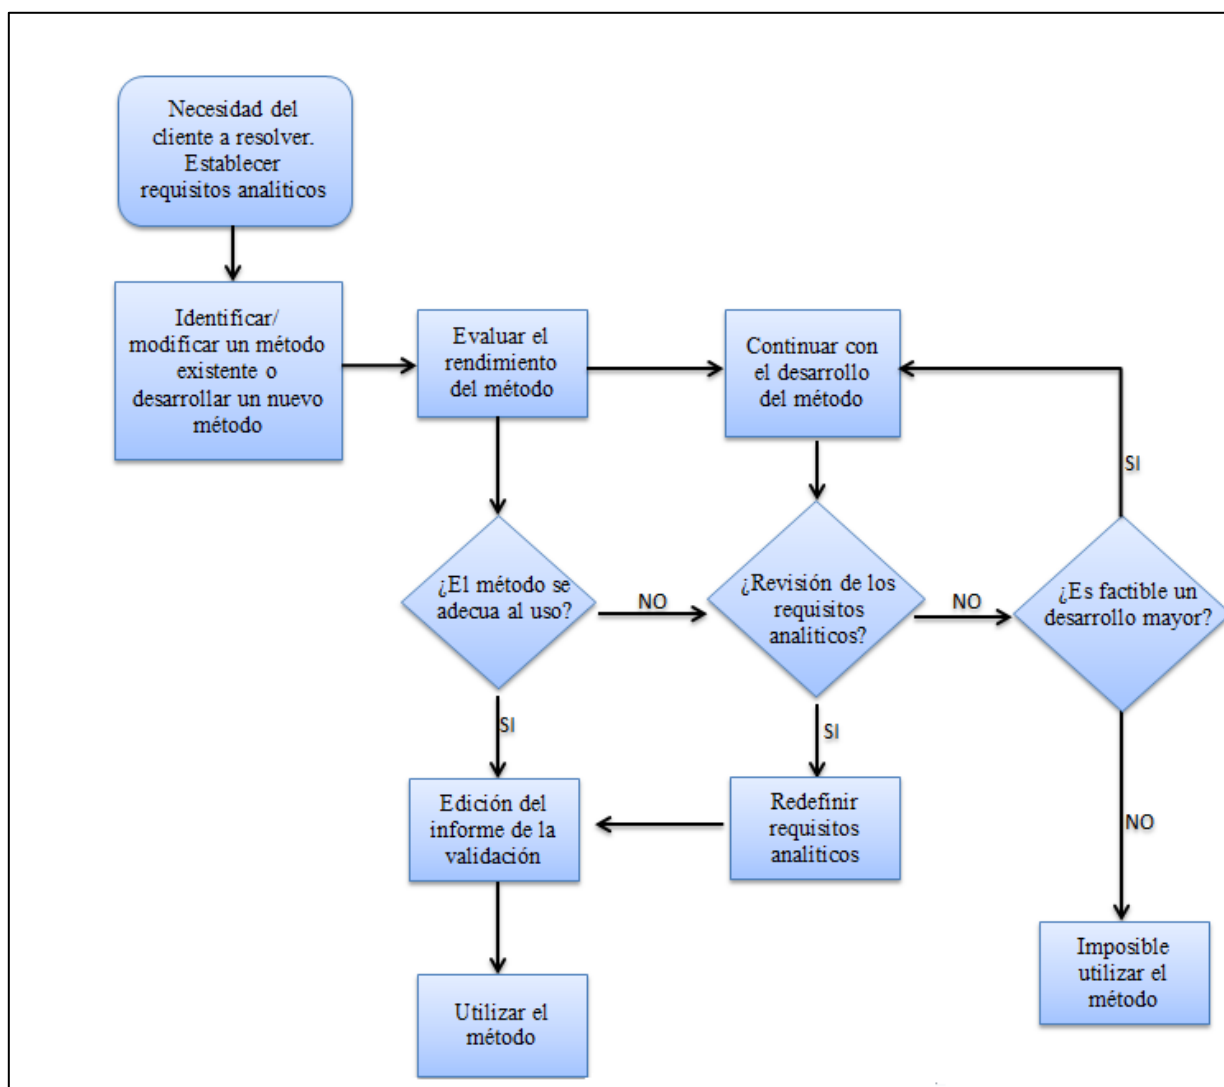 Necesidad del
cliente a resolver.
Establecer
requisitos analiticos
Identificar/
modificar un método
existente o
desarrollar un nuevo
método
Evaluar el
rendimiento
del método
Continuar con
el desarrollo
del método
SI
¿El método se
adecua al uso?
NO
¿Revisión de los
requisitos
analiticos?
NO
¿Es factible un
desarrollo mayor?
SI
SI
Edición del
informe de la
validación
Redefinir
requisitos
analiticos
NO
Utilizar el
método
Imposible
utilizar el
método